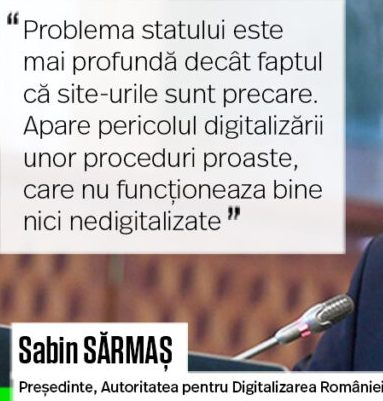 “Problema statului este
mai profundă decât faptul
că site-urile sunt precare.
Apare pericolul digitalizării
unor proceduri proaste,
care nu funcționeaza bine
nici nedigitalizate”
Sabin SĂRMAȘ
Președinte, Autoritatea pentru Digitalizarea României